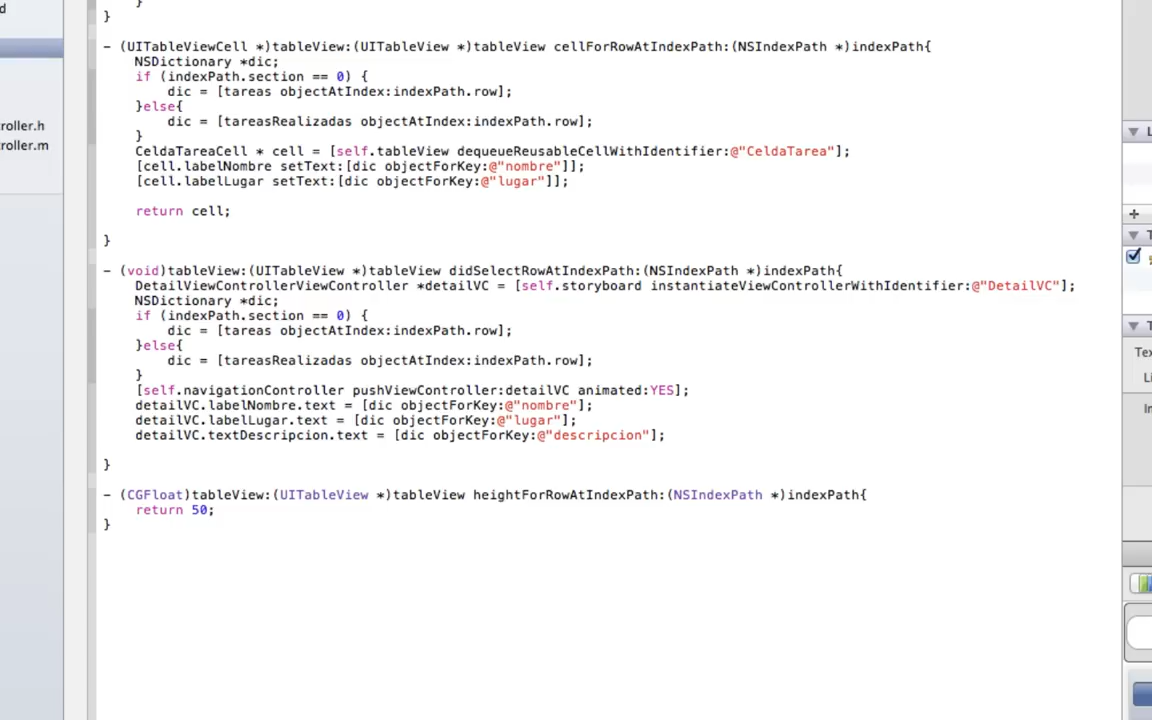 d
}
}
- (UITableViewCell *)tableView:(UITableView *)tableView cellForRowAtIndexPath:(NSIndexPath *)indexPath{
NSDictionary *dic;
if (indexPath.section == 0) {
dic = [tareas objectAtIndex:indexPath.row];
}else{
dic = [tareasRealizadas objectAtIndex:indexPath.row];
}
CeldaTareaCell * cell = [self.tableView dequeueReusableCellWithIdentifier:@"CeldaTarea"];
[cell.labelNombre setText:[dic objectForKey:@"nombre"]];
[cell.labelLugar setText:[dic objectForKey:@"lugar"]];
return cell;
}
- (void)tableView:(UITableView *)tableView didSelectRowAtIndexPath:(NSIndexPath *)indexPath{
DetailViewControllerViewController *detailVC = [self.storyboard instantiateViewControllerWithIdentifier:@"DetailVC"];
NSDictionary *dic;
if (indexPath.section == 0) {
dic = [tareas objectAtIndex:indexPath.row];
}else{
dic = [tareasRealizadas objectAtIndex:indexPath.row];
}
[self.navigationController pushViewController:detailVC animated:YES];
detailVC.labelNombre.text = [dic objectForKey:@"nombre"];
detailVC.labelLugar.text = [dic objectForKey:@"lugar"];
detailVC.textDescripcion.text = [dic objectForKey:@"descripcion"];
}
- (CGFloat)tableView:(UITableView *)tableView heightForRowAtIndexPath:(NSIndexPath *)indexPath{
return 50;
}
roller.h
roller.m
L
T
T
Tex
Li